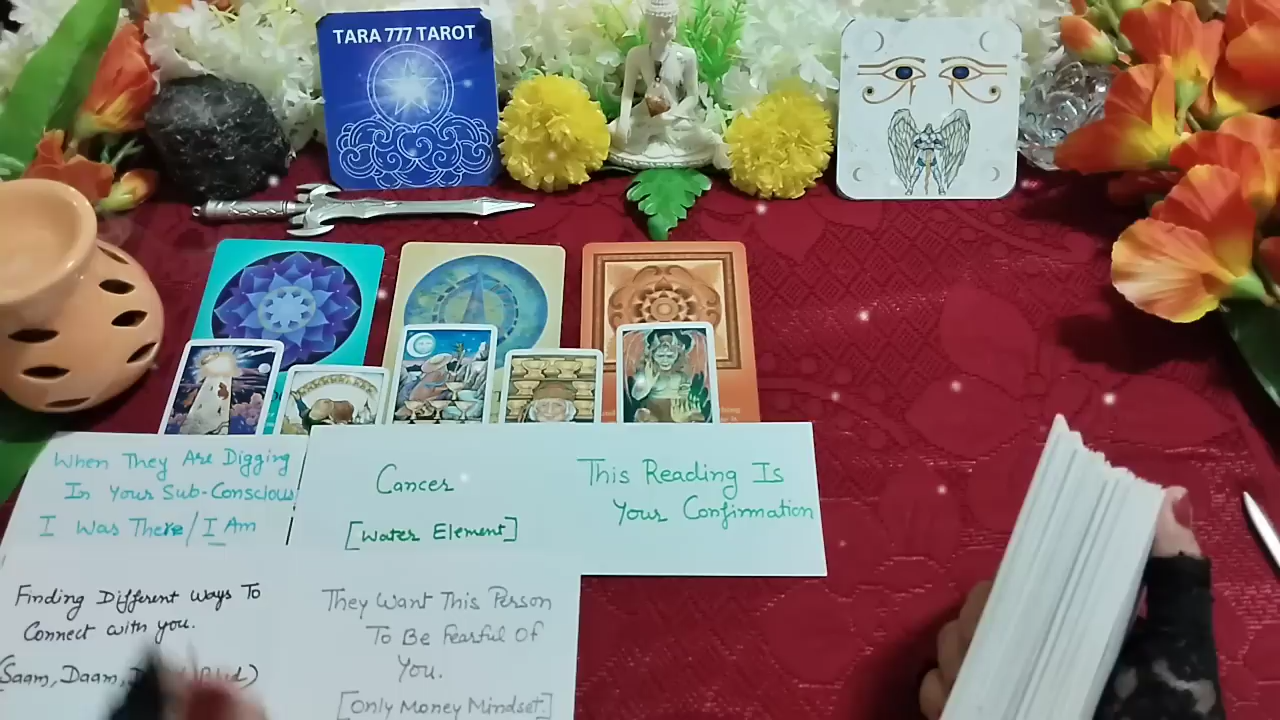 TARA 777 TAROT
When They Are Digging
In Your Sub-Conscious
I Was There/I Am
Cancer
[Water Element]
This Reading Is
Your Confirmation
Finding Different Ways To
Connect with you.
(Saam, Daam,
They Want This Person
To Be Fearful Of
You.
[Only Money Mindset.]